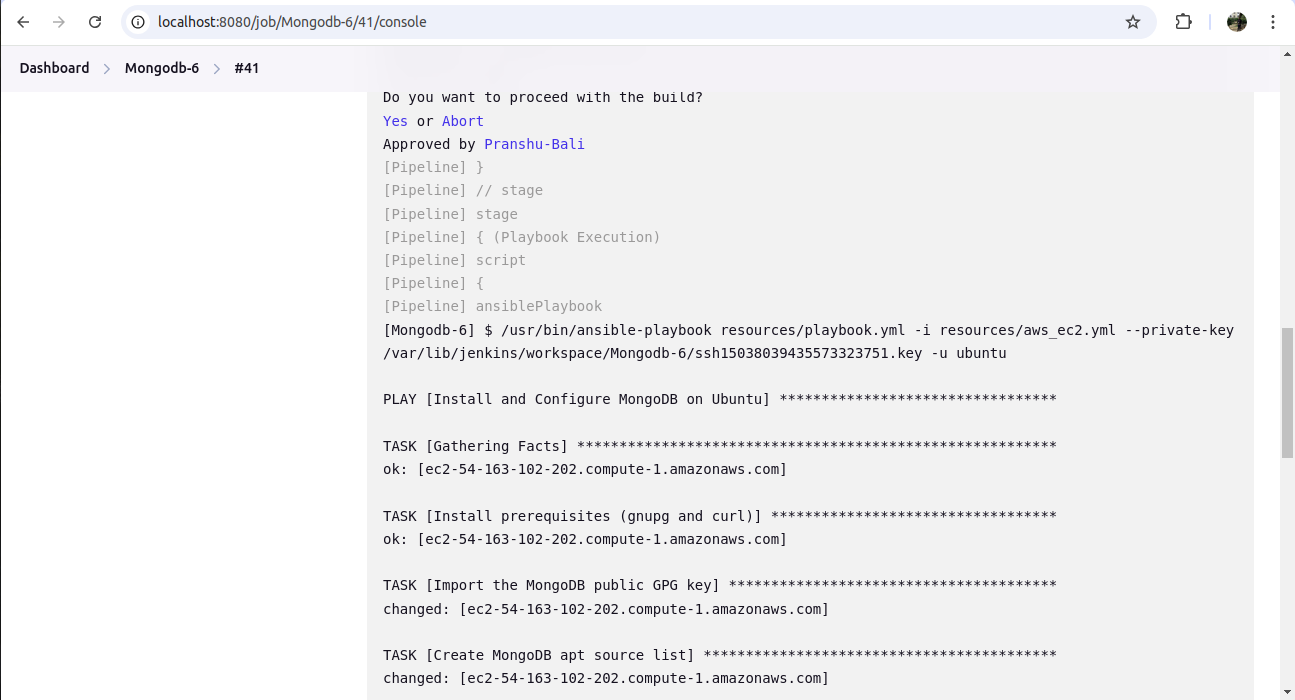 localhost:8080/job/Mongodb-6/41/console
Dashboard > Mongodb-6 > #41
Do you want to proceed with the build?
Yes or Abort
Approved by Pranshu-Bali
[Pipeline] }
[Pipeline] // stage
[Pipeline] stage
[Pipeline] { (Playbook Execution)
[Pipeline] script
[Pipeline] {
[Pipeline] ansiblePlaybook
[Mongodb-6] $ /usr/bin/ansible-playbook resources/playbook.yml -i resources/aws_ec2.yml --private-key
/var/lib/jenkins/workspace/Mongodb-6/ssh15038039435573323751.key -u ubuntu
PLAY [Install and Configure MongoDB on Ubuntu] *********************************
TASK [Gathering Facts] *********************************************************
ok: [ec2-54-163-102-202.compute-1.amazonaws.com]
TASK [Install prerequisites (gnupg and curl)] **********************************
ok: [ec2-54-163-102-202.compute-1.amazonaws.com]
TASK [Import the MongoDB public GPG key] ***************************************
changed: [ec2-54-163-102-202.compute-1.amazonaws.com]
TASK [Create MongoDB apt source list] ******************************************
changed: [ec2-54-163-102-202.compute-1.amazonaws.com]